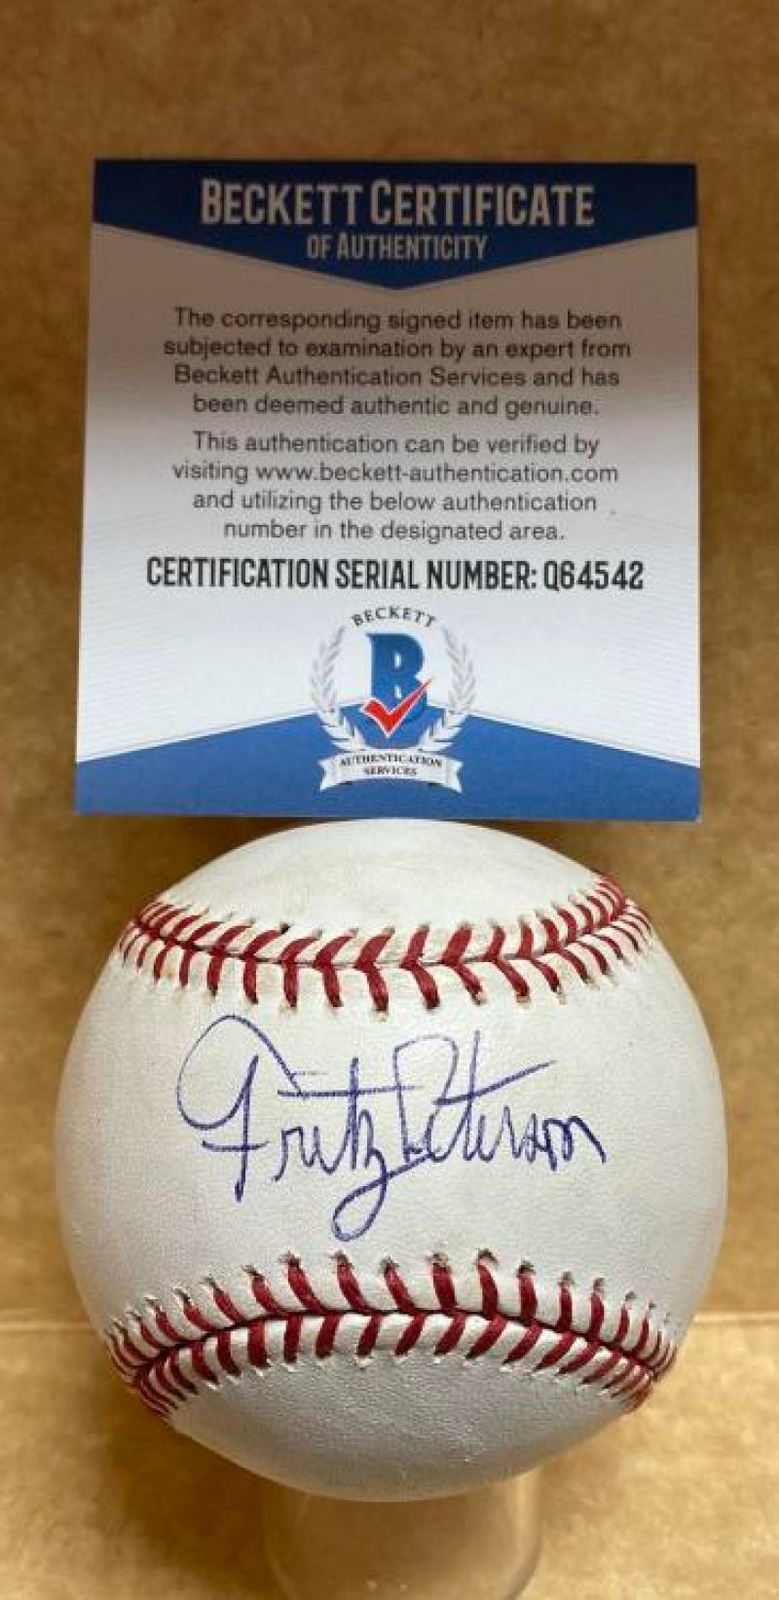 BECKETT CERTIFICATE
OF AUTHENTICITY
The corresponding signed item has been
subjected to examination by an expert from
Beckett Authentication Services and has
been deemed authentic and genuine.
This authentication can be verified by
visiting www.beckett-authentication.com
and utilizing the below authentication
number in the designated area.
CERTIFICATION SERIAL NUMBER: Q64542
BECKETT
B
AUTHENTICATION
SERVICES
Fritz Peterson